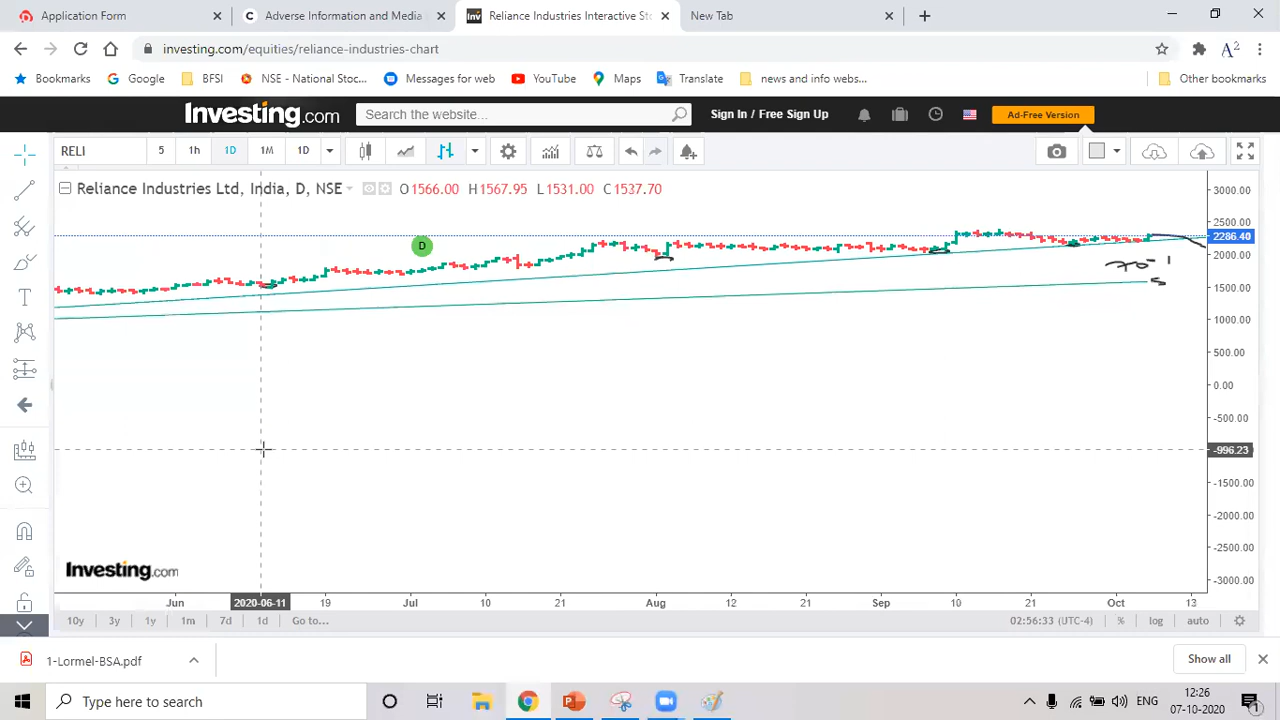 Application Form
Adverse Information and Media
Reliance Industries Interactive Sto
New Tab
investing.com/equities/reliance-industries-chart
Bookmarks
Google
BFSI
NSE - National Stoc...
Messages for web
YouTube
Maps
Translate
news and info webs...
Other bookmarks
Investing.com
Search the website...
Sign In / Free Sign Up
Ad-Free Version
RELI
5
1h
1D
1M
1D
Reliance Industries Ltd, India, D, NSE
O1566.00 H1567.95 L1531.00 C1537.70
3000.00
2500.00
2286.40
2000.00
1500.00
1000.00
500.00
0.00
-500.00
-996.23
-1500.00
-2000.00
-2500.00
-3000.00
D
Investing.com
Jun
2020-06-11
19
Jul
10
21
Aug
12
21
Sep
10
21
Oct
13
10y
3y
1y
1m
7d
1d
Go to...
02:56:33 (UTC-4)
%
log
auto
1-Lormel-BSA.pdf
Show all
Type here to search
ENG
12:26
07-10-2020
1